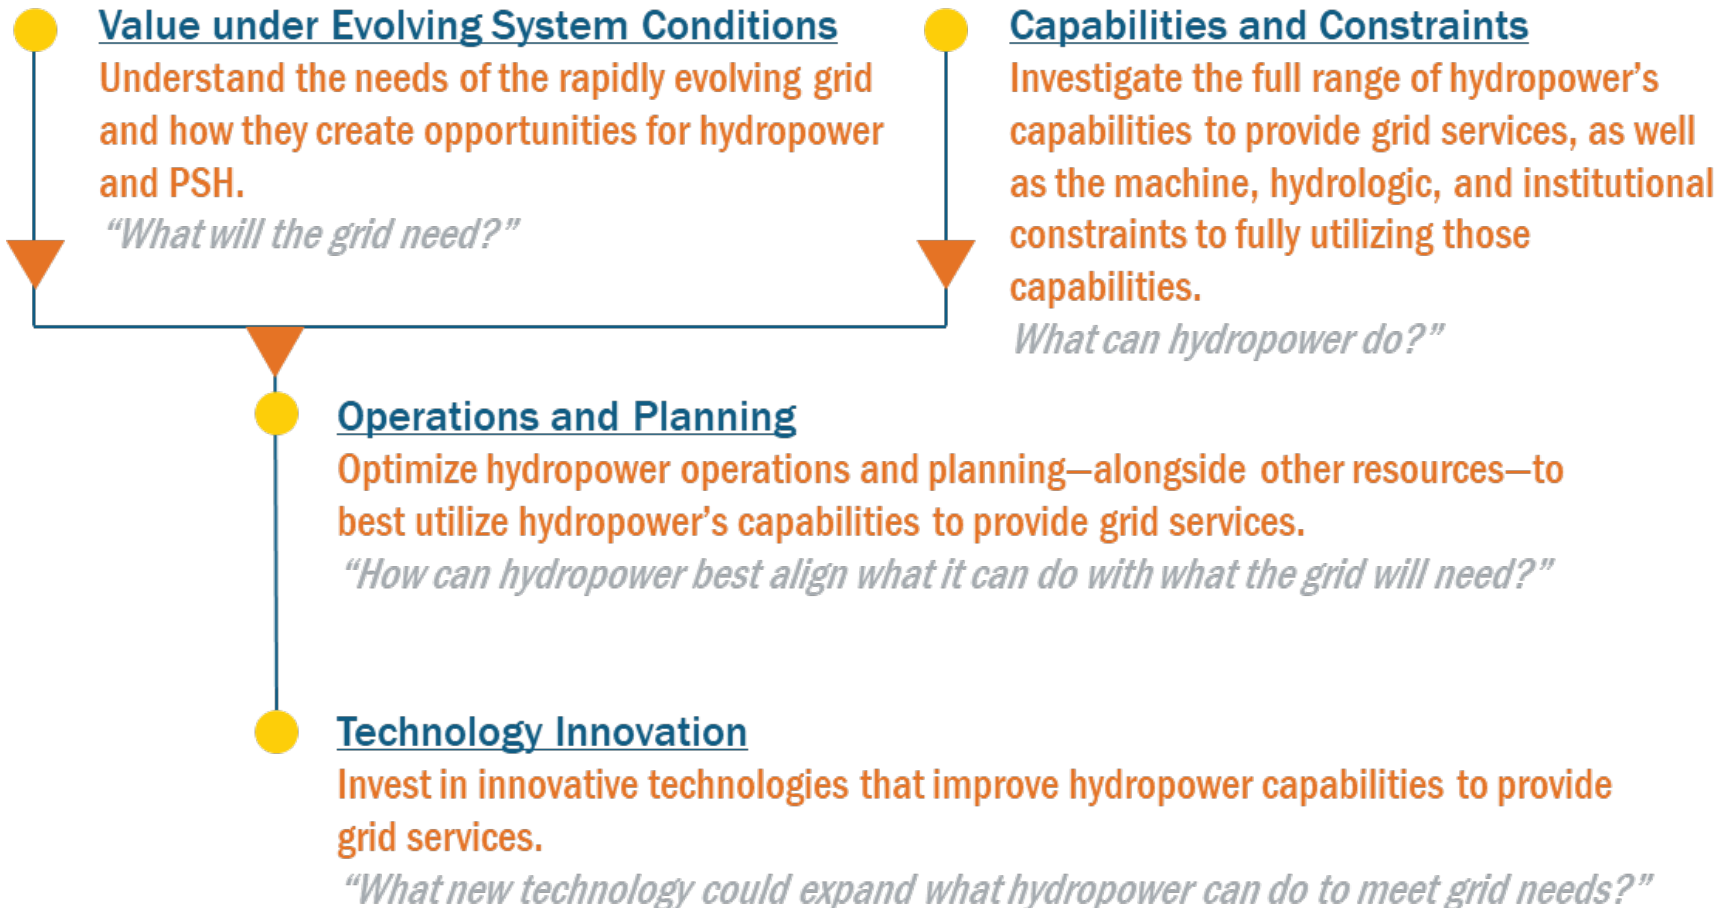 Value under Evolving System Conditions
Understand the needs of the rapidly evolving grid
and how they create opportunities for hydropower
and PSH.
“What will the grid need?”
Capabilities and Constraints
Investigate the full range of hydropower’s
capabilities to provide grid services, as well
as the machine, hydrologic, and institutional
constraints to fully utilizing those
capabilities.
What can hydropower do?”
Operations and Planning
Optimize hydropower operations and planning—alongside other resources—to
best utilize hydropower’s capabilities to provide grid services.
“How can hydropower best align what it can do with what the grid will need?”
Technology Innovation
Invest in innovative technologies that improve hydropower capabilities to provide
grid services.
“What new technology could expand what hydropower can do to meet grid needs?”